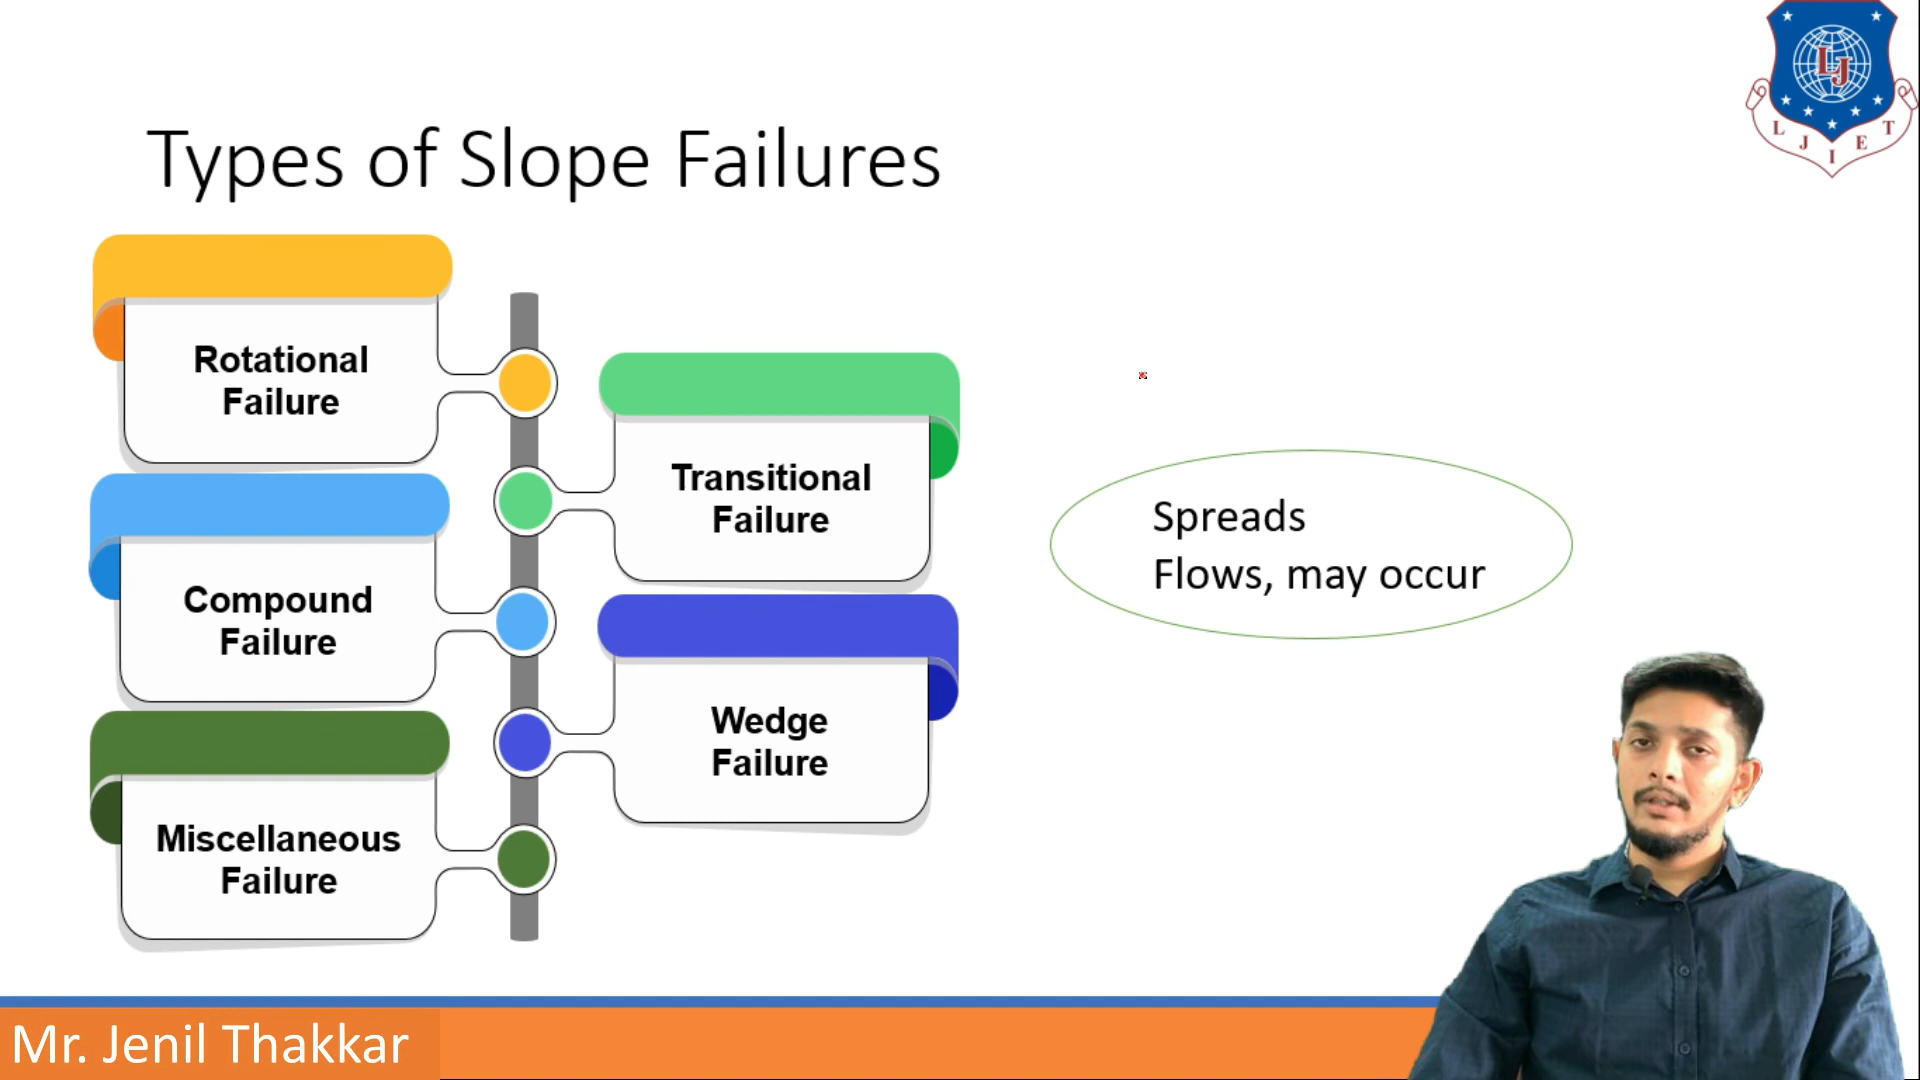 Types of Slope Failures
Rotational
Failure
Transitional
Failure
Compound
Failure
Wedge
Failure
Miscellaneous
Failure
Spreads
Flows, may occur
LJ
L J I E T
Mr. Jenil Thakkar